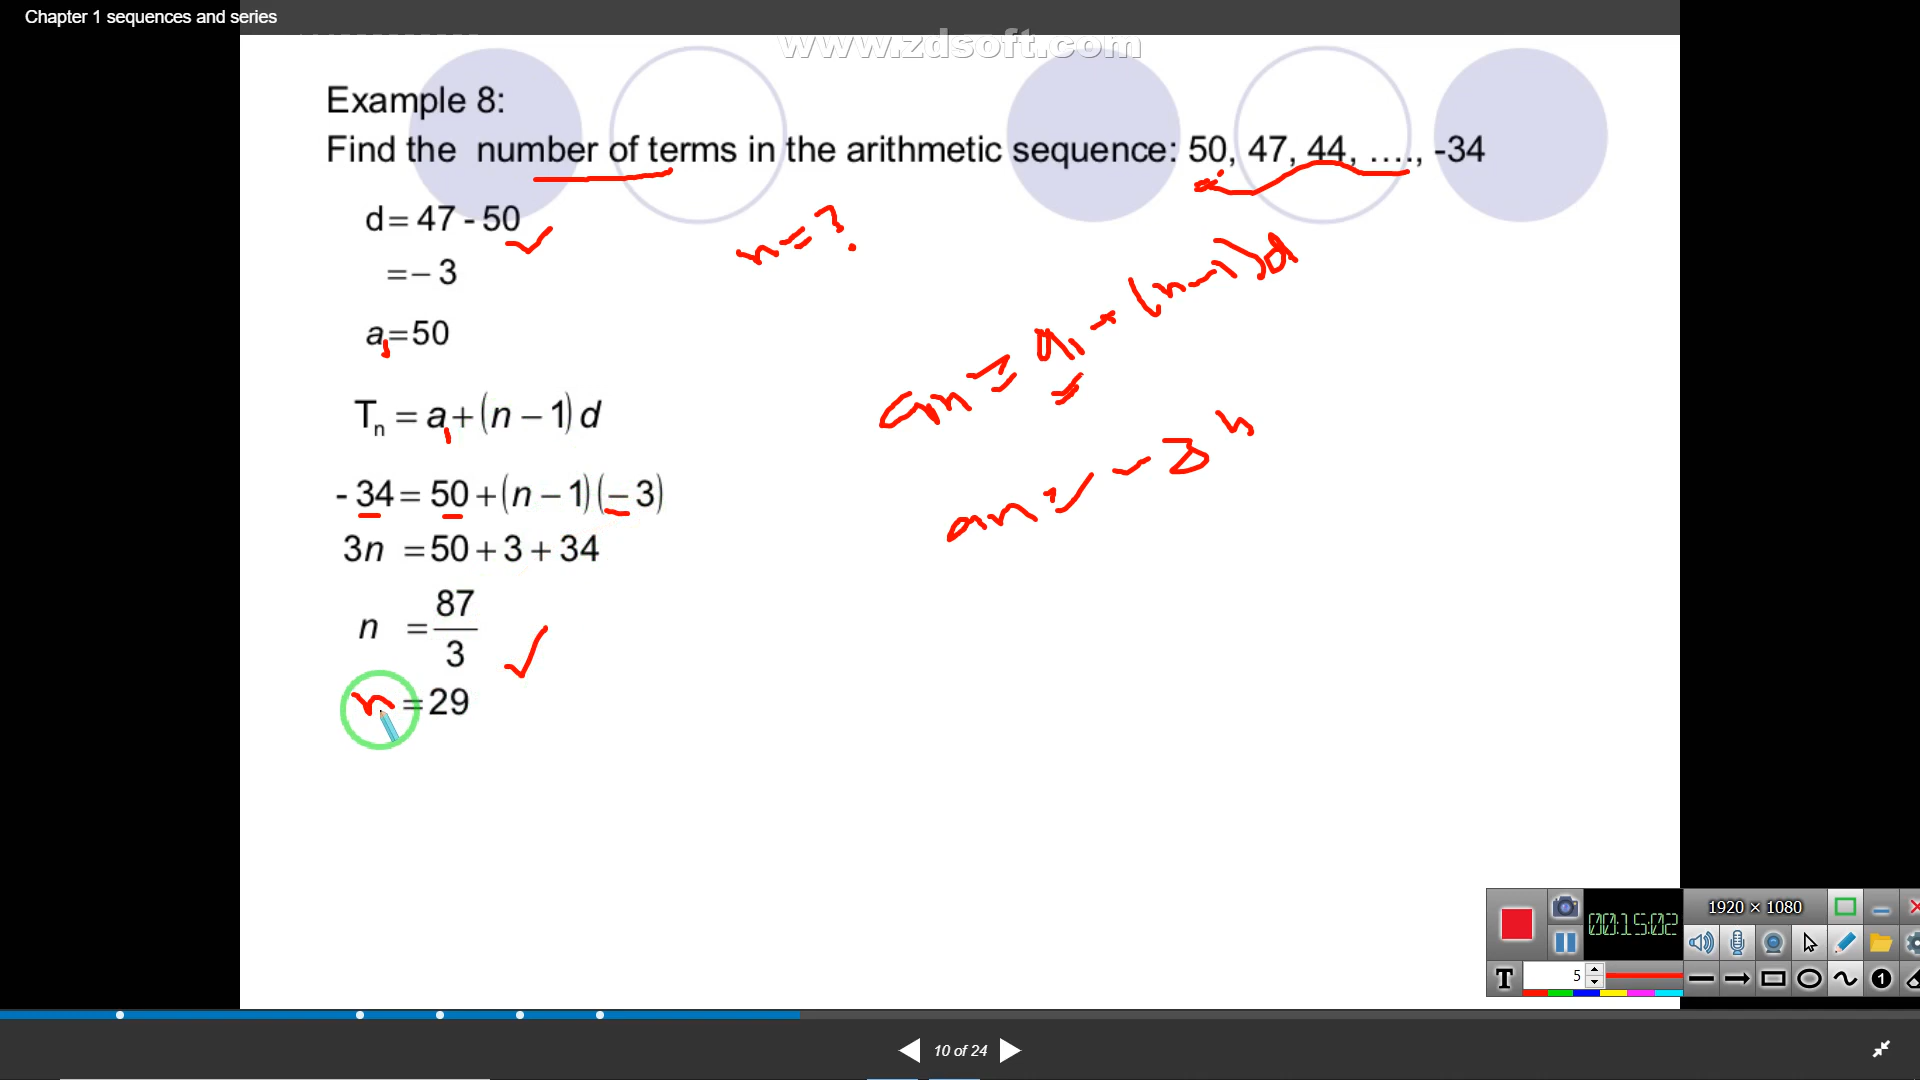 Chapter 1 sequences and series
www.zdsoft.com
Example 8:
Find the number of terms in the arithmetic sequence: 50, 47, 44, …., -34
d = 47 - 50
= – 3
a₁=50
n = ?
Tₙ = a₁+(n – 1) d
aₙ = a₁ + (n-1)d
- 34 = 50 + (n – 1)(– 3)
aₙ = -3n
3n = 50 + 3 + 34
n = 87/3
n = 29
1920 × 1080
00:15:02
T 5
1
10 of 24